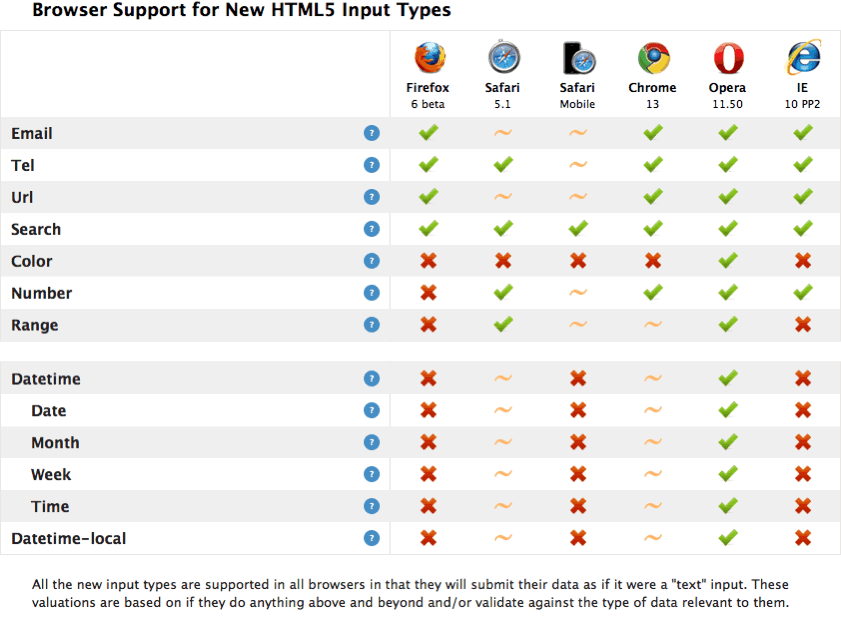 Browser Support for New HTML5 Input Types
Firefox Safari Safari Chrome Opera IE
6 beta 5.1 Mobile 13 11.50 10 PP2
Email ?
Tel ?
Url ?
Search ?
Color ?
Number ?
Range ?
Datetime ?
Date ?
Month ?
Week ?
Time ?
Datetime-local ?
All the new input types are supported in all browsers in that they will submit their data as if it were a "text" input. These
valuations are based on if they do anything above and beyond and/or validate against the type of data relevant to them.